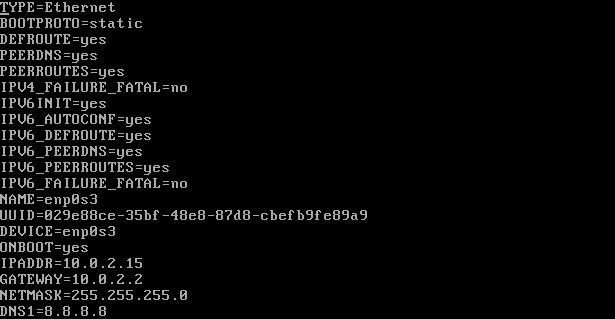 TYPE=Ethernet
BOOTPROTO=static
DEFROUTE=yes
PEERDNS=yes
PEERROUTES=yes
IPV4_FAILURE_FATAL=no
IPV6INIT=yes
IPV6_AUTOCONF=yes
IPV6_DEFROUTE=yes
IPV6_PEERDNS=yes
IPV6_PEERROUTES=yes
IPV6_FAILURE_FATAL=no
NAME=enp0s3
UUID=029e88ce-35bf-48e8-87d8-cbefb9fe89a9
DEVICE=enp0s3
ONBOOT=yes
IPADDR=10.0.2.15
GATEWAY=10.0.2.2
NETMASK=255.255.255.0
DNS1=8.8.8.8